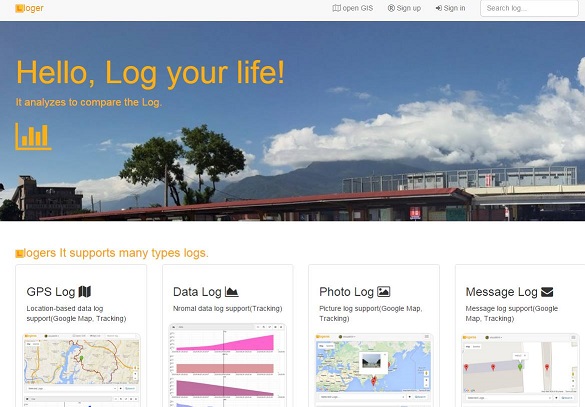 Loger
open GIS
Sign up
Sign in
Search log...
Hello, Log your life!
It analyzes to compare the Log.
Logers It supports many types logs.
GPS Log
Location-based data log
support(Google Map, Tracking)
Data Log
Nromal data log support(Tracking)
Photo Log
Picture log support(Google Map,
Tracking)
Message Log
Message log support(Google
Map, Tracking)